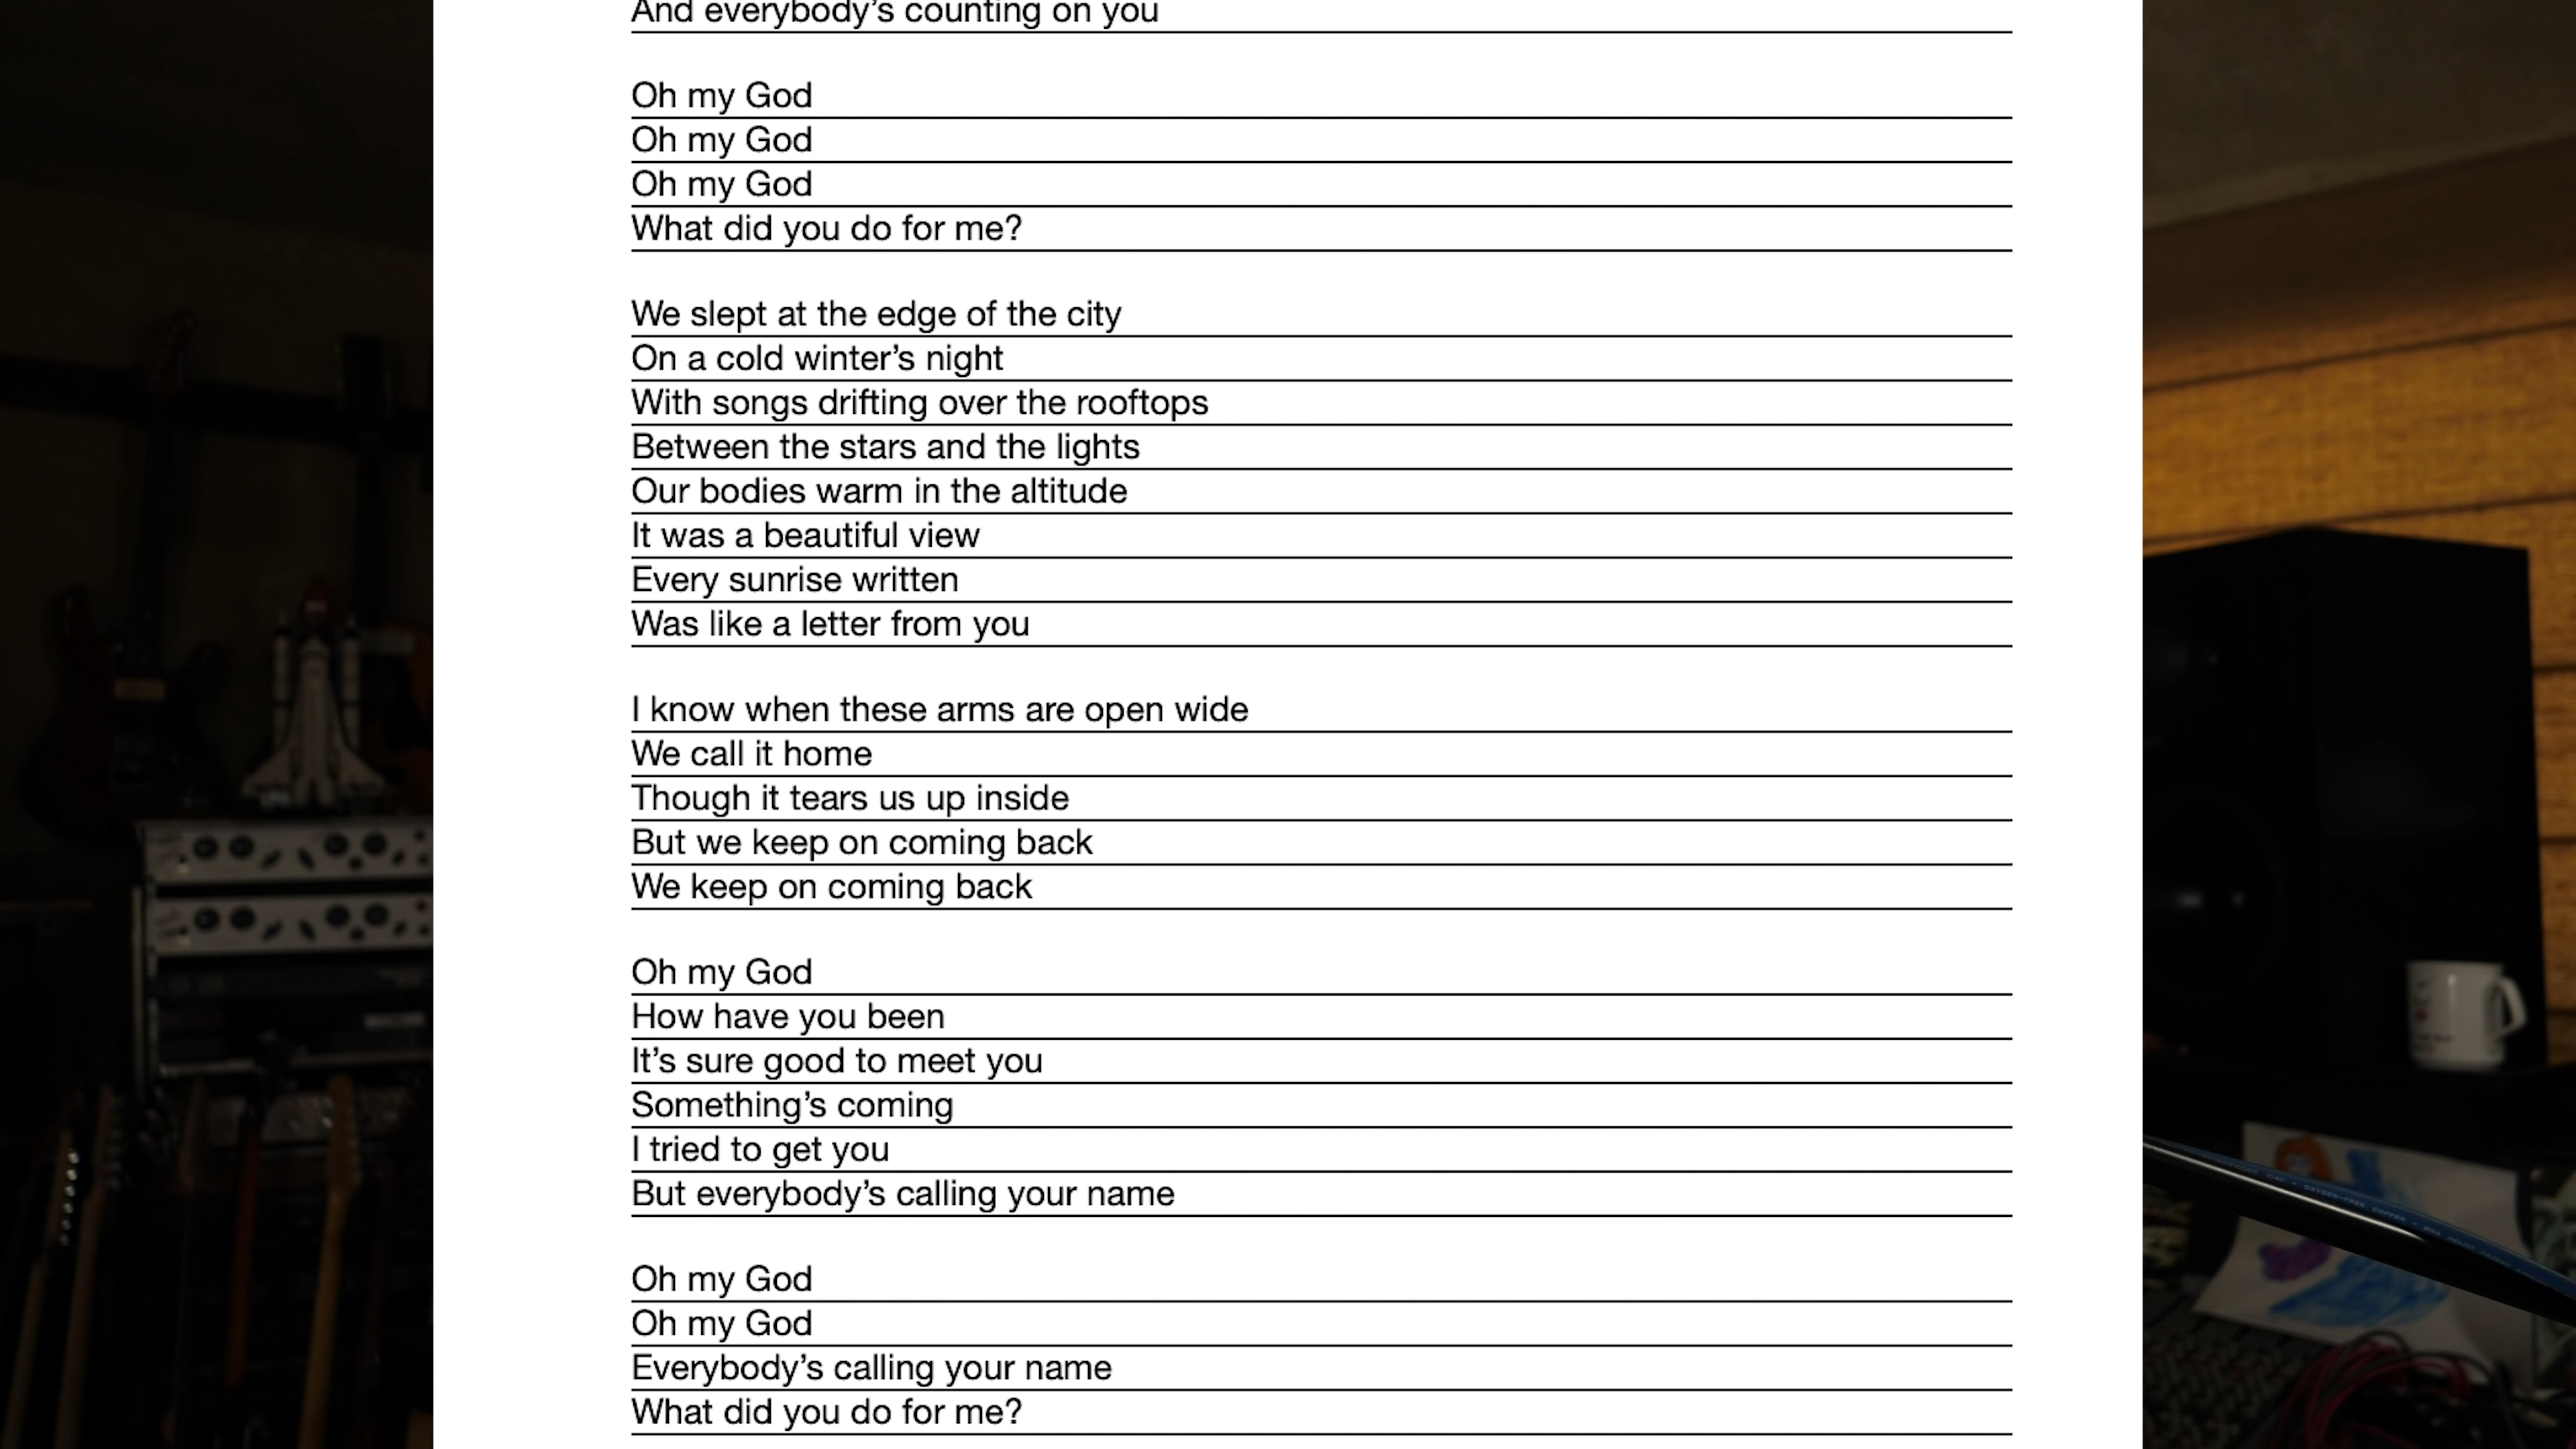 And everybody’s counting on you
Oh my God
Oh my God
Oh my God
What did you do for me?
We slept at the edge of the city
On a cold winter’s night
With songs drifting over the rooftops
Between the stars and the lights
Our bodies warm in the altitude
It was a beautiful view
Every sunrise written
Was like a letter from you
I know when these arms are open wide
We call it home
Though it tears us up inside
But we keep on coming back
We keep on coming back
Oh my God
How have you been
It’s sure good to meet you
Something’s coming
I tried to get you
But everybody’s calling your name
Oh my God
Oh my God
Everybody’s calling your name
What did you do for me?
OXYGEN-FREE COPPER